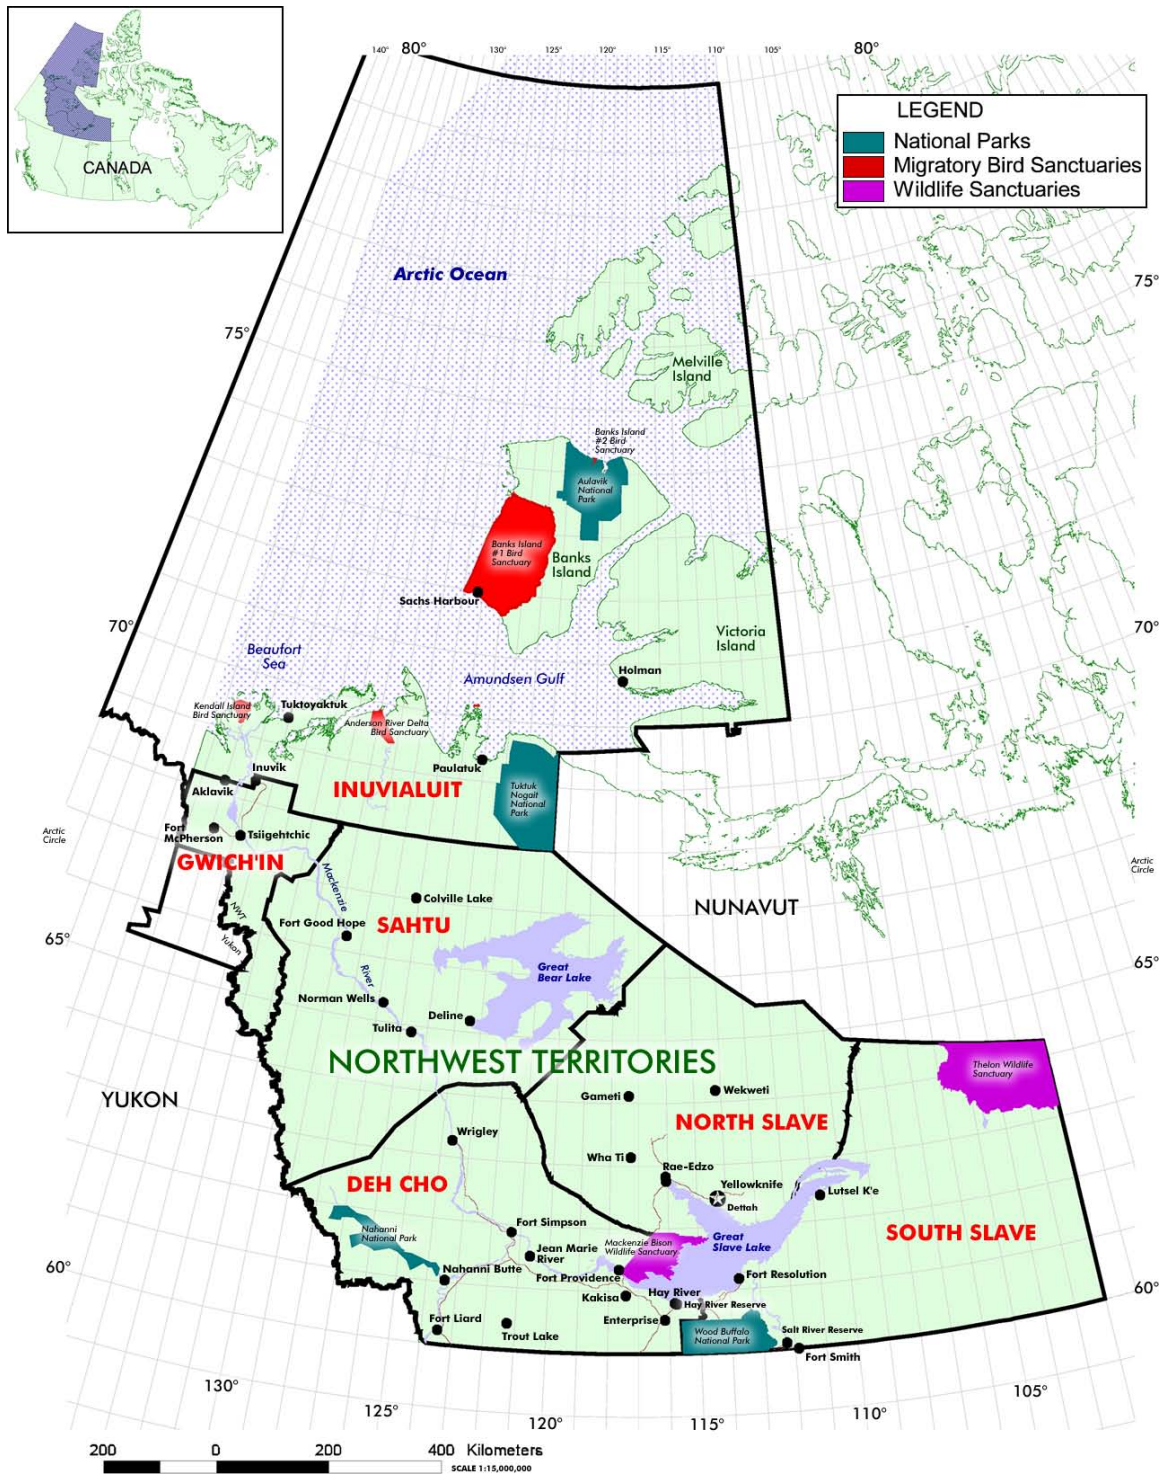 140°
80°
130°
125°
120°
115°
110°
105°
80°
CANADA
LEGEND
National Parks
Migratory Bird Sanctuaries
Wildlife Sanctuaries
Arctic Ocean
75°
75°
Melville
Island
Banks Island
#2 Bird
Sanctuary
Aulavik
National
Park
Banks Island
#1 Bird
Sanctuary
Banks
Island
Sachs Harbour
70°
70°
Victoria
Island
Beaufort
Sea
Amundsen Gulf
Holman
Kendall Island
Bird Sanctuary
Tuktoyaktuk
Anderson River Delta
Bird Sanctuary
Paulatuk
Inuvik
Aklavik
INUVIALUIT
Tuktuk
Nogait
National
Park
Arctic
Circle
Fort
McPherson
Tsiigehtchic
GWICH'IN
Arctic
Circle
Mackenzie
River
Colville Lake
NUNAVUT
NWT
Yukon
SAHTU
Fort Good Hope
65°
65°
Great
Bear Lake
Norman Wells
Deline
Tulita
NORTHWEST TERRITORIES
Thelon Wildlife
Sanctuary
YUKON
Gameti
Wekweti
NORTH SLAVE
Wrigley
Wha Ti
Rae-Edzo
DEH CHO
Yellowknife
Dettah
Lutsel K'e
Fort Simpson
Nahanni
National Park
SOUTH SLAVE
Great
Slave Lake
Mackenzie Bison
Wildlife Sanctuary
Jean Marie
River
60°
60°
Nahanni Butte
Fort Providence
Fort Resolution
Kakisa
Hay River
Hay River Reserve
Fort Liard
Enterprise
Trout Lake
Wood Buffalo
National Park
Salt River Reserve
Fort Smith
130°
125°
120°
115°
110°
105°
200 0 200 400 Kilometers
SCALE 1:15,000,000